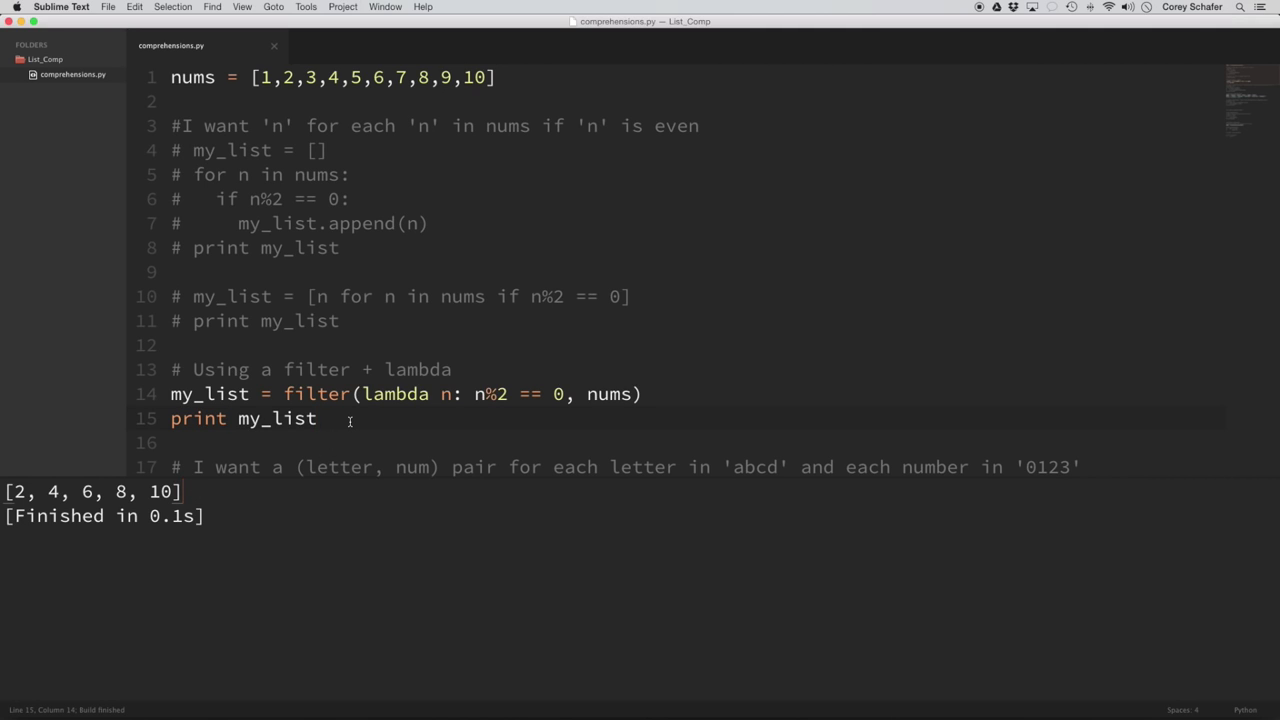 Sublime Text File Edit Selection Find View Goto Tools Project Window Help Corey Schafer
comprehensions.py — List_Comp
FOLDERS
List_Comp
comprehensions.py
comprehensions.py
1 nums = [1,2,3,4,5,6,7,8,9,10]
2
3 #I want 'n' for each 'n' in nums if 'n' is even
4 # my_list = []
5 # for n in nums:
6 #   if n%2 == 0:
7 #     my_list.append(n)
8 # print my_list
9
10 # my_list = [n for n in nums if n%2 == 0]
11 # print my_list
12
13 # Using a filter + lambda
14 my_list = filter(lambda n: n%2 == 0, nums)
15 print my_list
16
17 # I want a (letter, num) pair for each letter in 'abcd' and each number in '0123'
[2, 4, 6, 8, 10]
[Finished in 0.1s]
Line 15, Column 14, Build finished Spaces: 4 Python